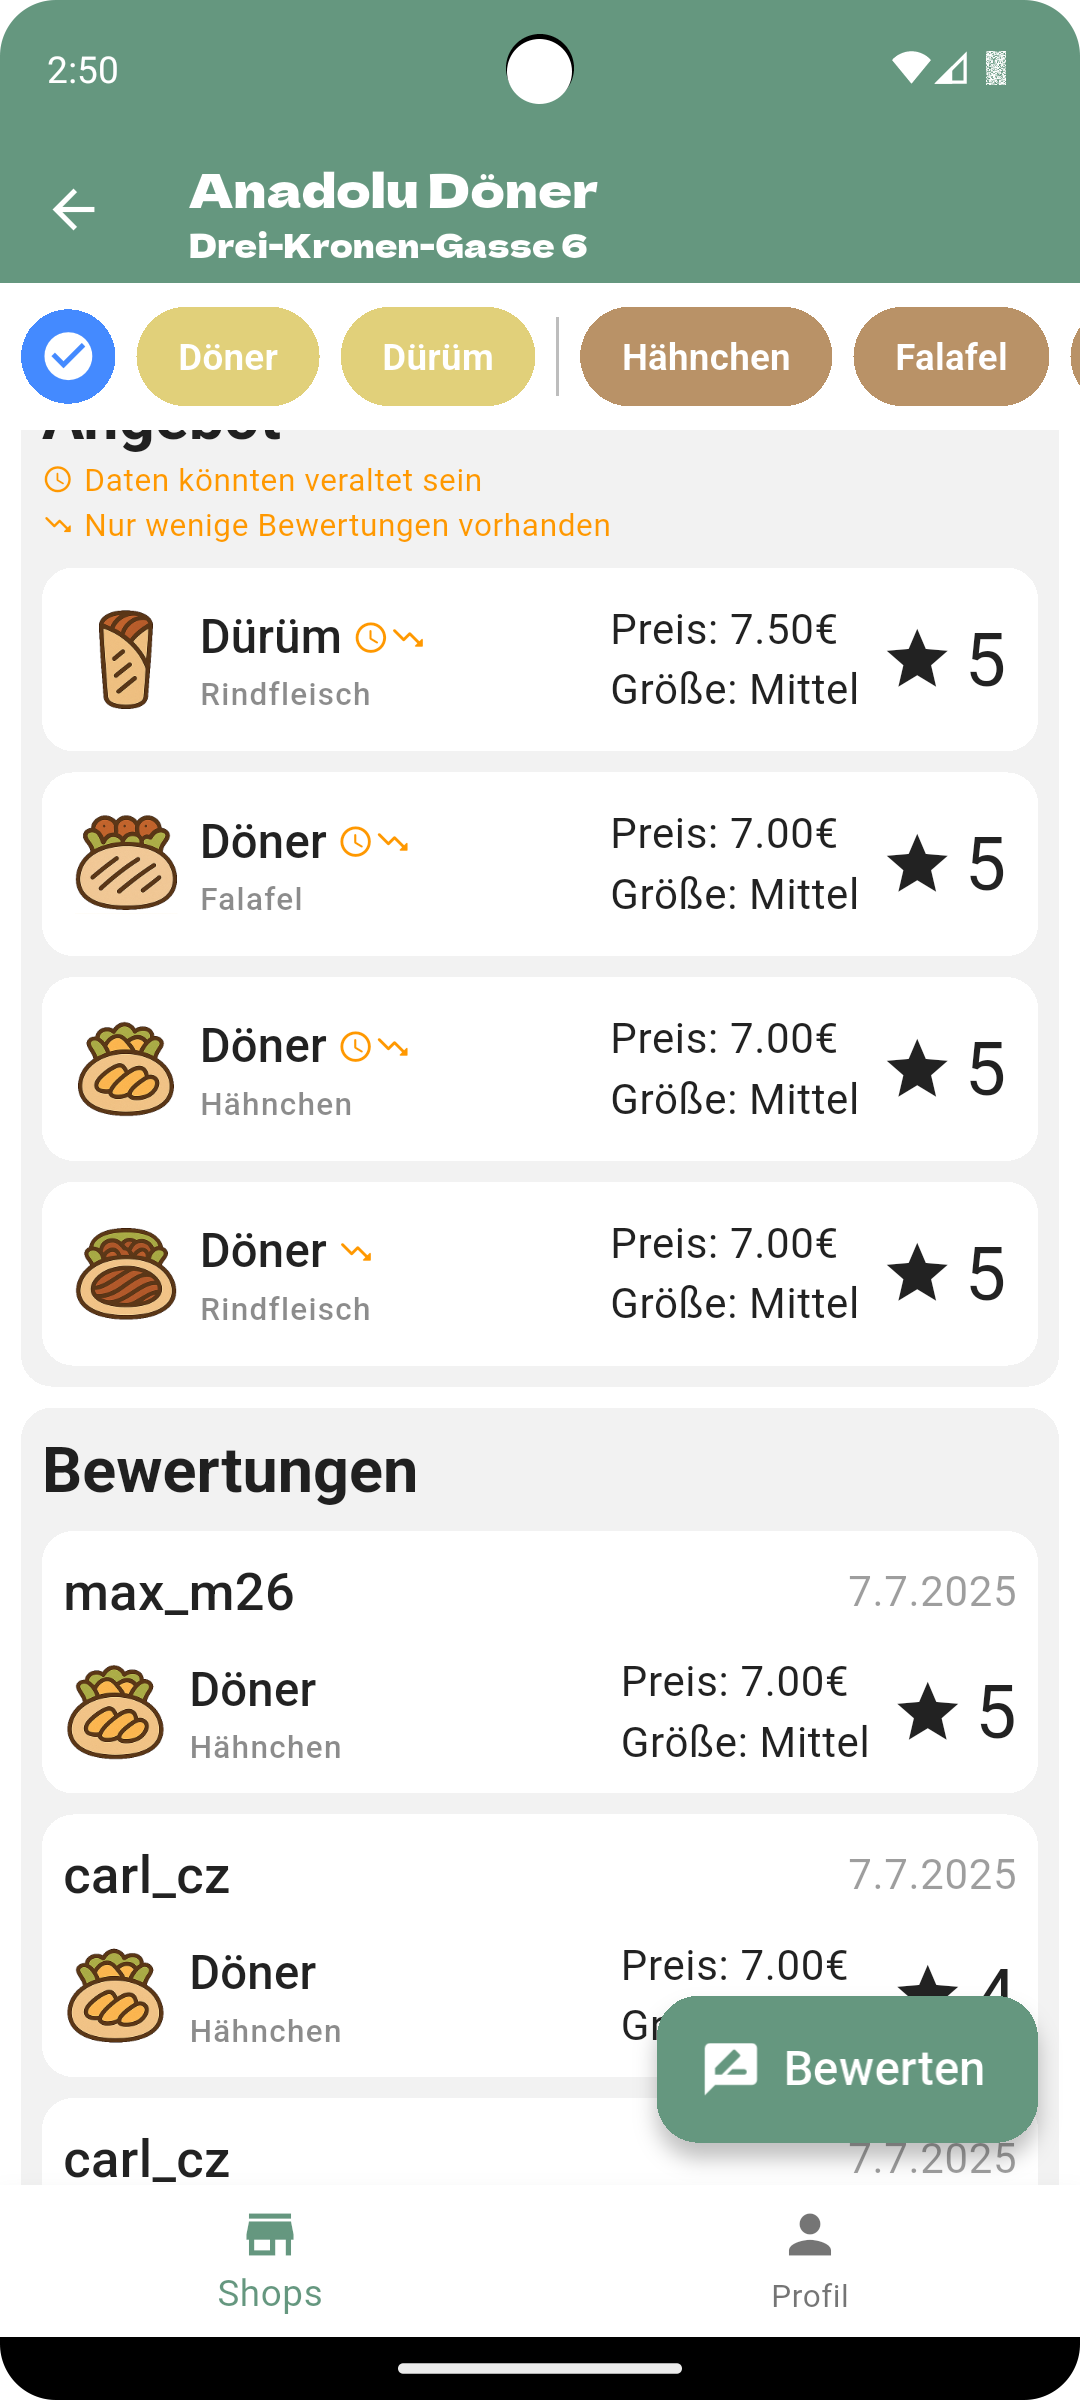 2:50
Anadolu Döner
Drei-Kronen-Gasse 6
Döner
Dürüm
Hähnchen
Falafel
Angebot
Daten könnten veraltet sein
Nur wenige Bewertungen vorhanden
Dürüm
Rindfleisch
Preis: 7.50€
Größe: Mittel
5
Döner
Falafel
Preis: 7.00€
Größe: Mittel
5
Döner
Hähnchen
Preis: 7.00€
Größe: Mittel
5
Döner
Rindfleisch
Preis: 7.00€
Größe: Mittel
5
Bewertungen
max_m26
7.7.2025
Döner
Hähnchen
Preis: 7.00€
Größe: Mittel
5
carl_cz
7.7.2025
Döner
Hähnchen
Preis: 7.00€
4
Bewerten
carl_cz
7.7.2025
Shops
Profil